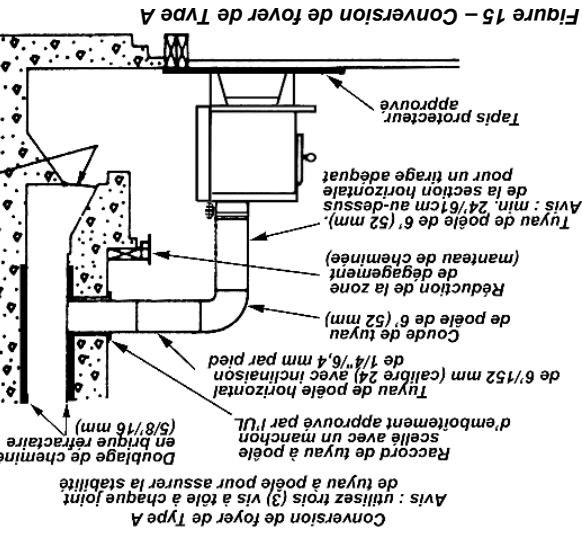 Conversion de foyer de Type A
Avis : utilisez trois (3) vis à tôle à chaque joint
de tuyau à poêle pour assurer la stabilité
Raccord de tuyau à poêle
scellé avec un manchon
d'emboîtement approuvé par l'UL
Doublage de cheminé
en brique réfractaire
(5/8'/16 mm)
Tuyau de poêle horizontal
de 6'/152 mm (calibre 24) avec inclinaison
de 1/4"/6,4 mm par pied
Coude de tuyau
de poêle de 6' (52 mm)
Réduction de la zone
de dégagement
(manteau de cheminée)
Tuyau de poêle de 6' (52 mm).
Avis : min. 24'/61cm au-dessus
de la section horizontale
pour un tirage adéquat
Tapis protecteur
approuvé
Figure 15 – Conversion de foyer de Type A